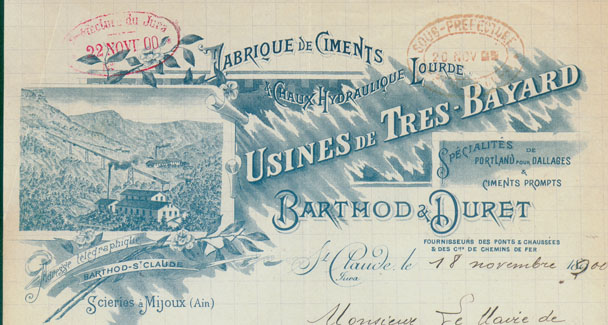 Préfecture du Jura
22 NOV 00
SOUS-PRÉFECTURE
20 NOV
FABRIQUE DE CIMENTS
& CHAUX HYDRAULIQUE LOURDE
USINES DE TRES-BAYARD
SPÉCIALITÉS DE
PORTLAND POUR DALLAGES
&
CIMENTS PROMPTS
BARTHOD & DURET
FOURNISSEURS DES PONTS & CHAUSSÉES
& DES Cies DE CHEMINS DE FER
Adresse télégraphique
BARTHOD-St CLAUDE
St Claude, le 18 novembre 1900
Jura
Scieries à Mijoux (Ain)
Monsieur Le Maire de